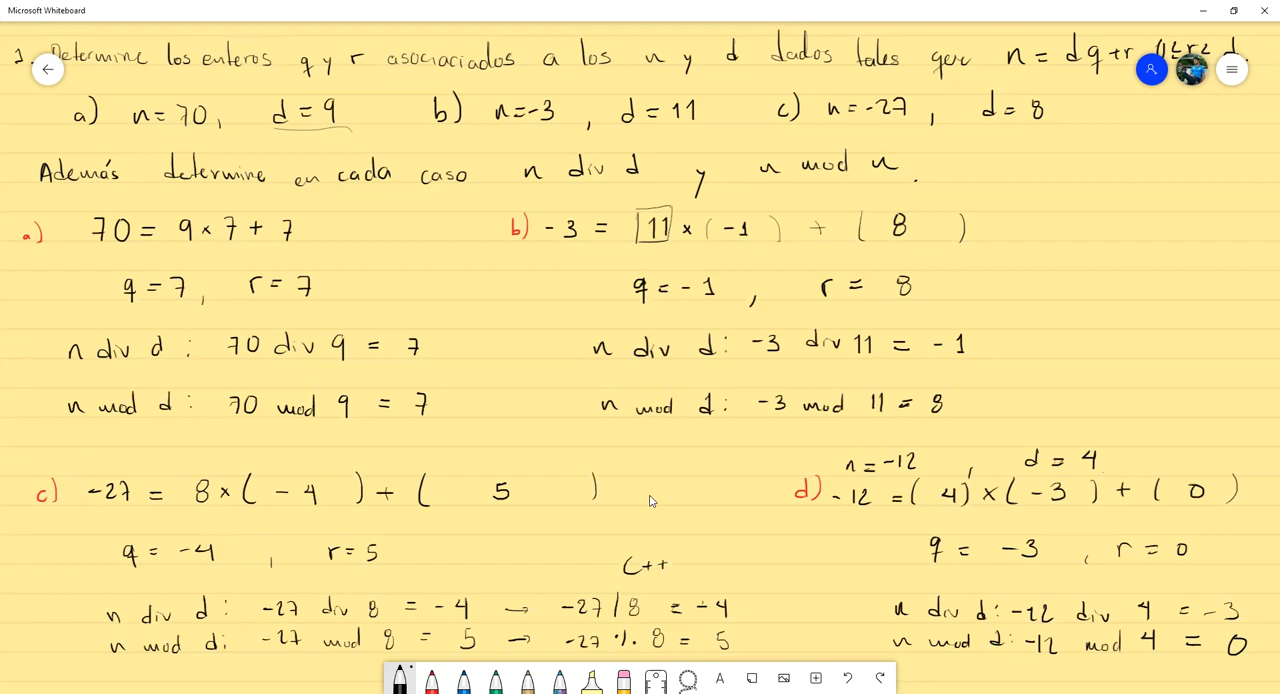 Microsoft Whiteboard
1. Determine los enteros q y r asociaciados a los n y d dados tales que n = dq+r 0≤r< d.
a) n=70, d=9 b) n=-3, d=11 c) n=-27, d=8
Además determine en cada caso n div d y n mod n.
a) 70 = 9×7+7
q=7, r=7
n div d: 70 div 9 = 7
n mod d: 70 mod 9 = 7
b) -3 = 11 × (-1) + (8)
q=-1, r=8
n div d: -3 div 11 = -1
n mod d: -3 mod 11 = 8
c) -27 = 8×(-4)+(5)
q=-4, r=5
C++
n div d: -27 div 8 = -4 → -27/8 = -4
n mod d: -27 mod 8 = 5 → -27 % 8 = 5
n=-12, d=4
d) -12 = (4)×(-3)+(0)
q=-3, r=0
n div d: -12 div 4 = -3
n mod d: -12 mod 4 = 0
A